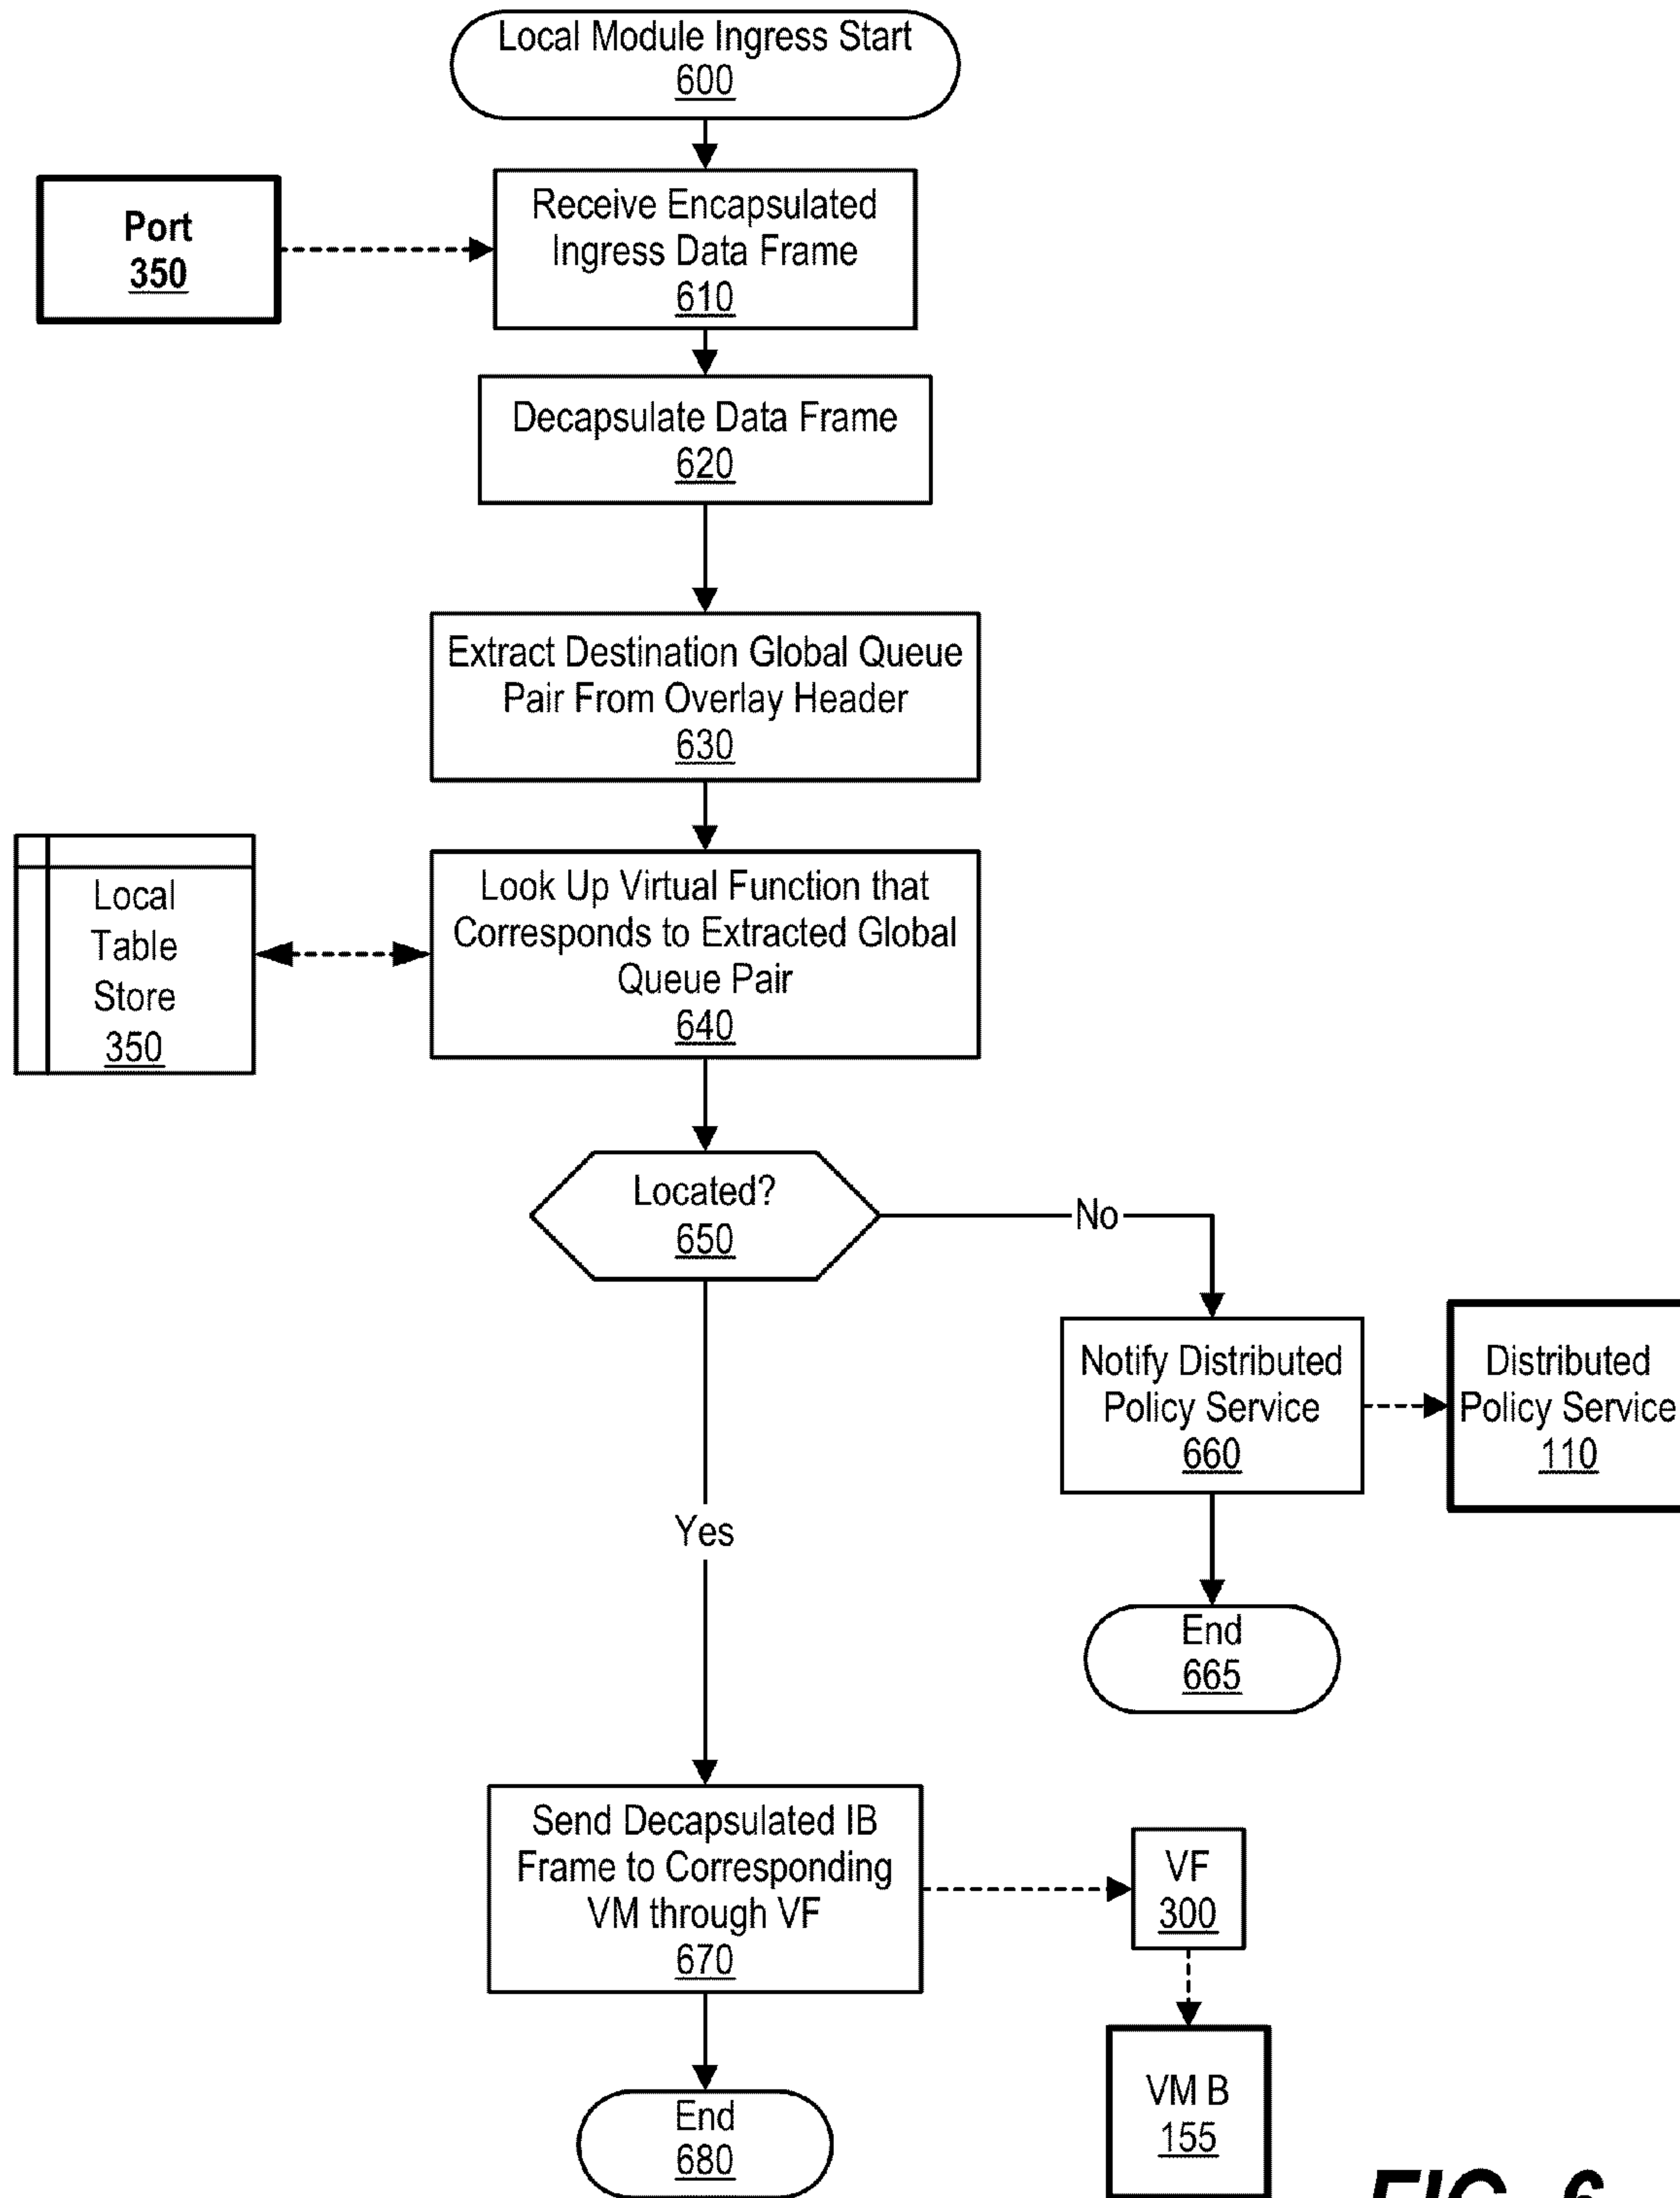 Local Module Ingress Start
600
Port
350
Receive Encapsulated
Ingress Data Frame
610
Decapsulate Data Frame
620
Extract Destination Global Queue
Pair From Overlay Header
630
Local
Table
Store
350
Look Up Virtual Function that
Corresponds to Extracted Global
Queue Pair
640
Located?
650
No
Notify Distributed
Policy Service
660
Distributed
Policy Service
110
Yes
End
665
Send Decapsulated IB
Frame to Corresponding
VM through VF
670
VF
300
VM B
155
End
680
FIG. 6